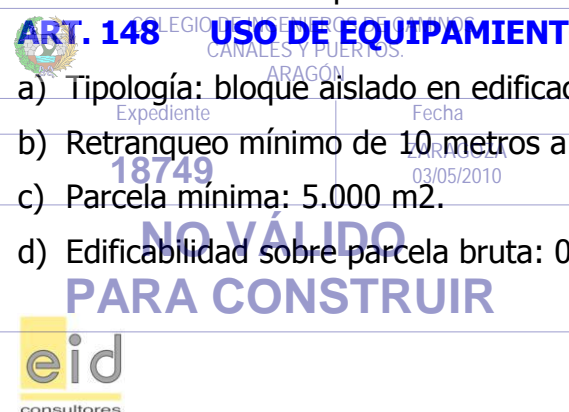 COLEGIO DE INGENIEROS DE CAMINOS
CANALES Y PUERTOS.
ARAGÓN
ART. 148 USO DE EQUIPAMIENT
a) Tipología: bloque aislado en edificac
Expediente Fecha
b) Retranqueo mínimo de 10 metros a
18749 ZARAGOZA
03/05/2010
c) Parcela mínima: 5.000 m2.
NO VÁLIDO
d) Edificabilidad sobre parcela bruta: 0
PARA CONSTRUIR
eid
consultores